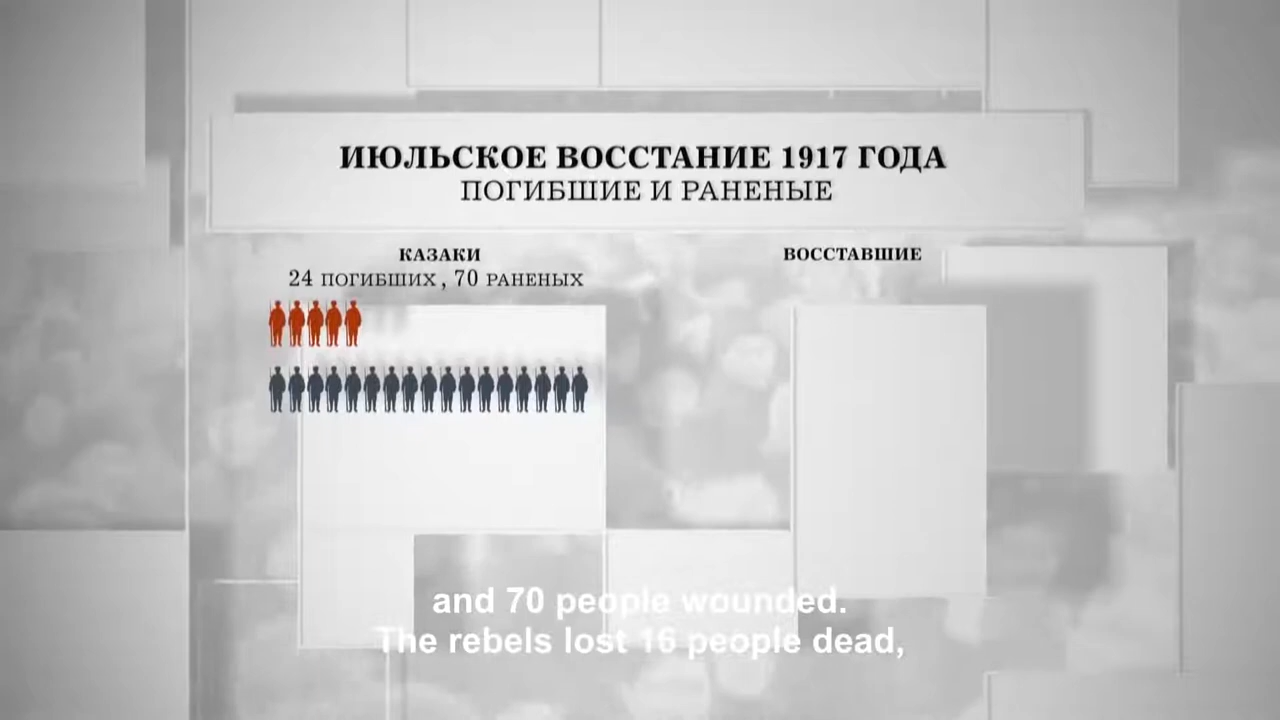 ИЮЛЬСКОЕ ВОССТАНИЕ 1917 ГОДА
ПОГИБШИЕ И РАНЕНЫЕ
КАЗАКИ
24 ПОГИБШИХ, 70 РАНЕНЫХ
ВОССТАВШИЕ
and 70 people wounded.
The rebels lost 16 people dead,